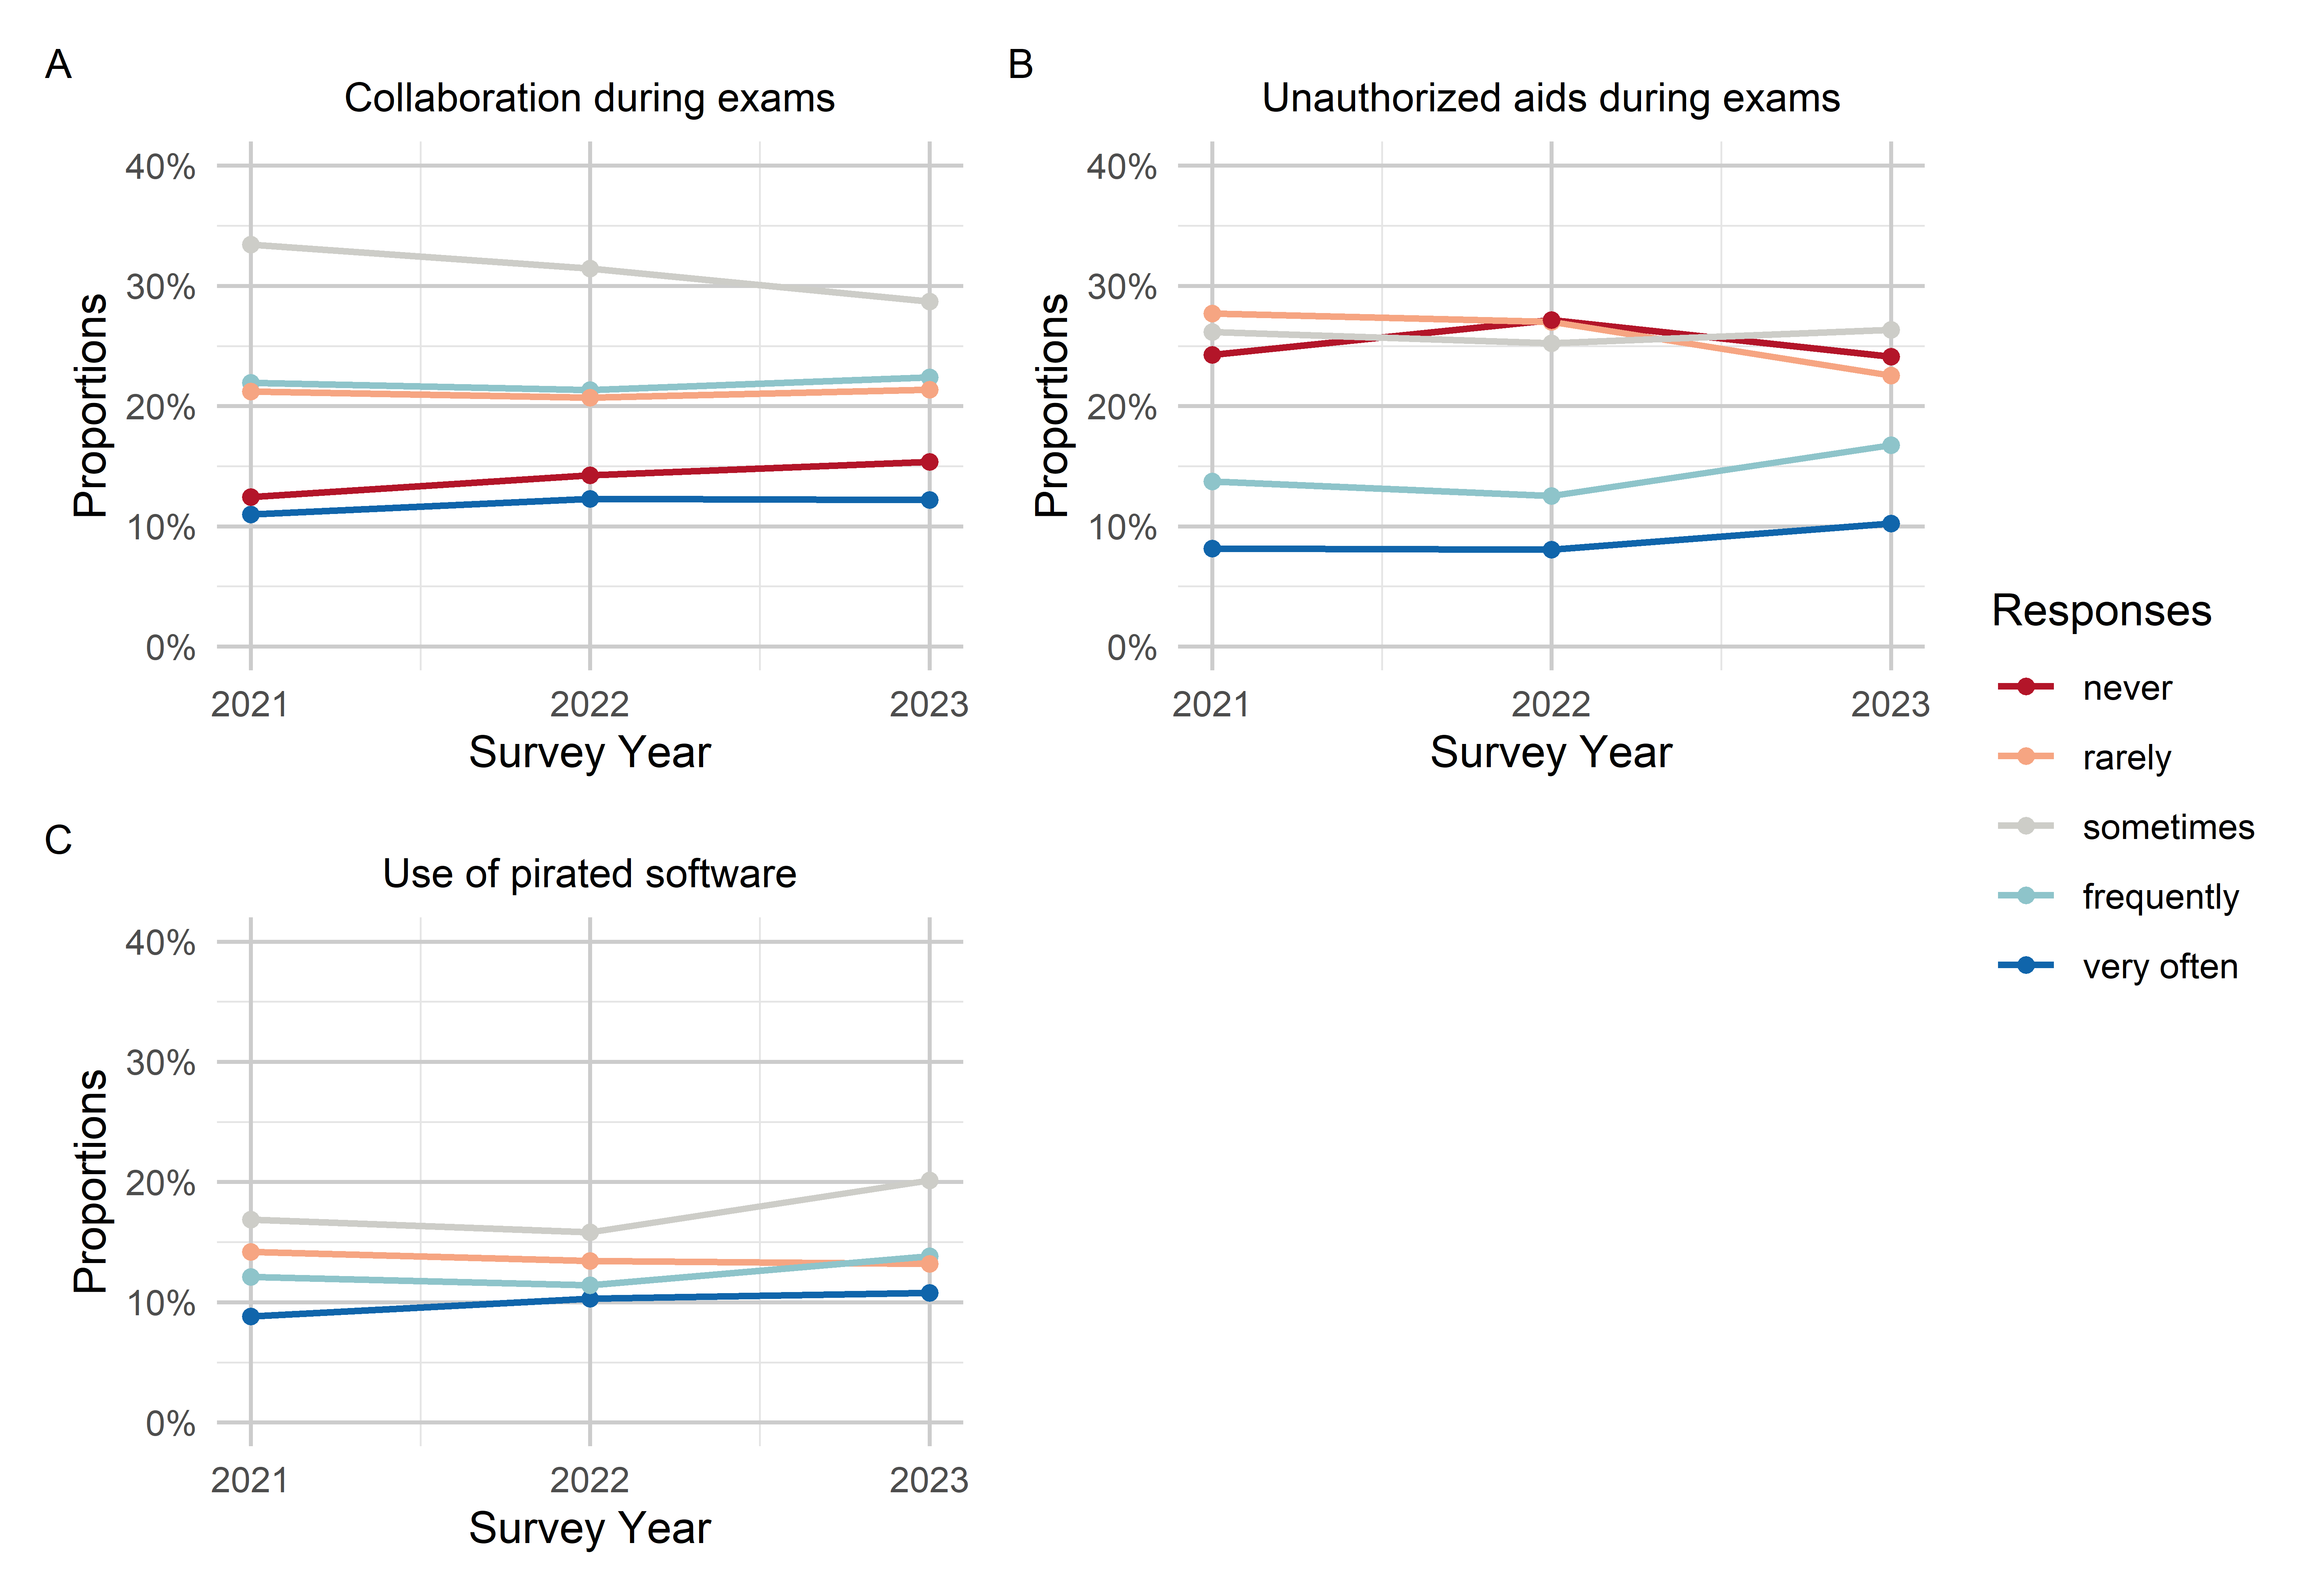 A
Collaboration during exams
40%
30%
20%
10%
0%
Proportions
2021 2022 2023
Survey Year
B
Unauthorized aids during exams
40%
30%
20%
10%
0%
Proportions
2021 2022 2023
Survey Year
C
Use of pirated software
40%
30%
20%
10%
0%
Proportions
2021 2022 2023
Survey Year
Responses
never
rarely
sometimes
frequently
very often